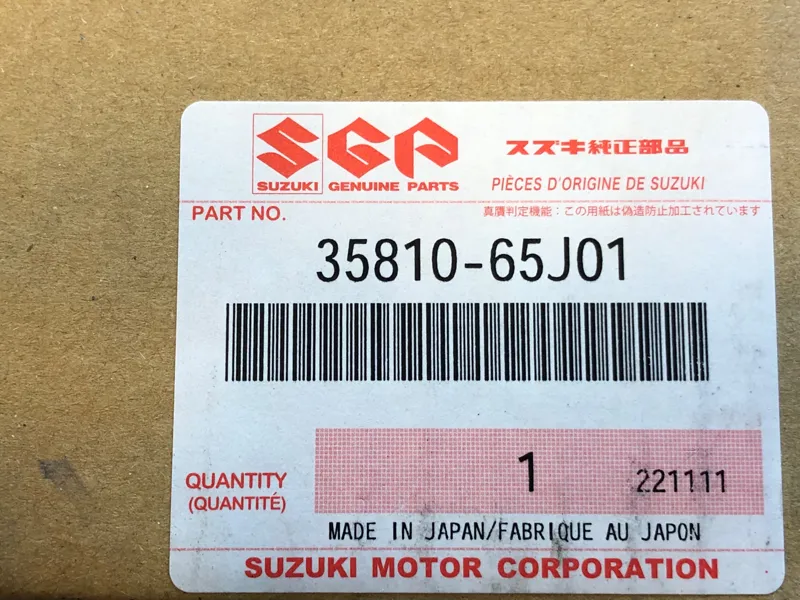 SGP スズキ純正部品
SUZUKI GENUINE PARTS PIÈCES D'ORIGINE DE SUZUKI
PART NO. 真贋判定機能：この用紙は偽造防止加工されています
35810-65J01
QUANTITY 1 221111
(QUANTITÉ)
MADE IN JAPAN/FABRIQUE AU JAPON
SUZUKI MOTOR CORPORATION